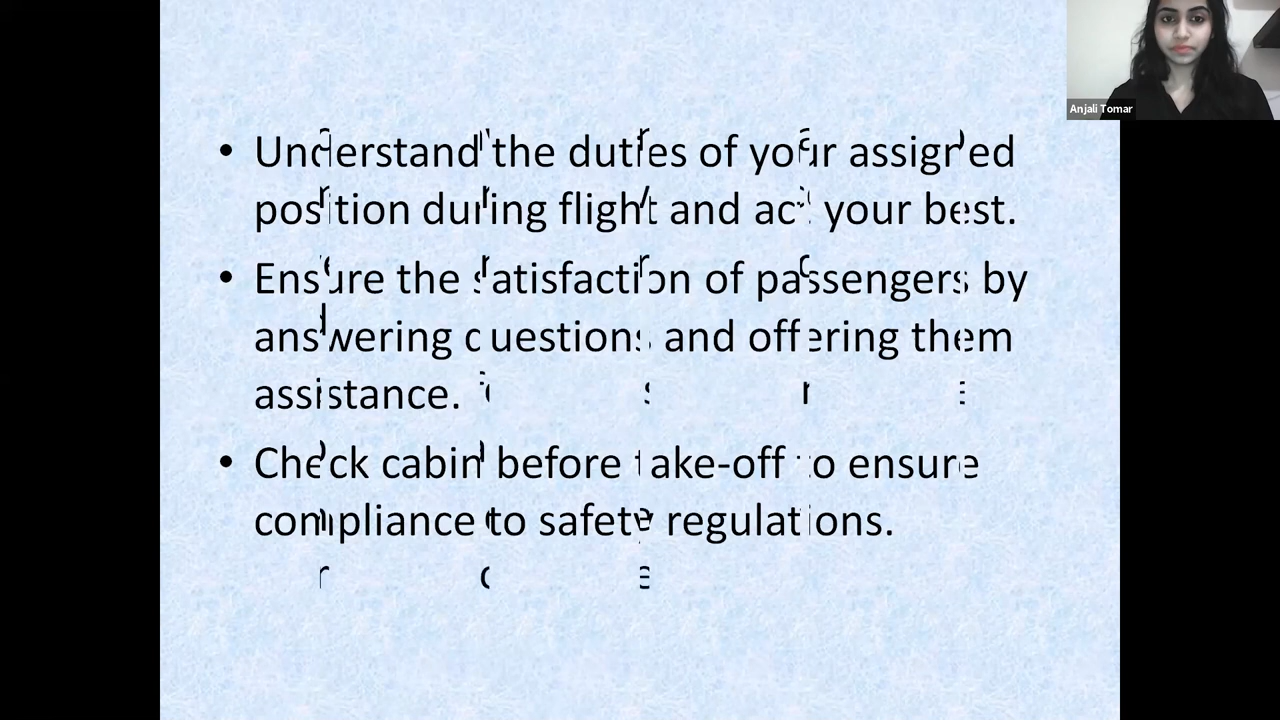 Anjali Tomar
• Understand the duties of your assigned
position during flight and act your best.
• Ensure the satisfaction of passengers by
answering questions and offering them
assistance.
• Check cabin before take-off to ensure
compliance to safety regulations.